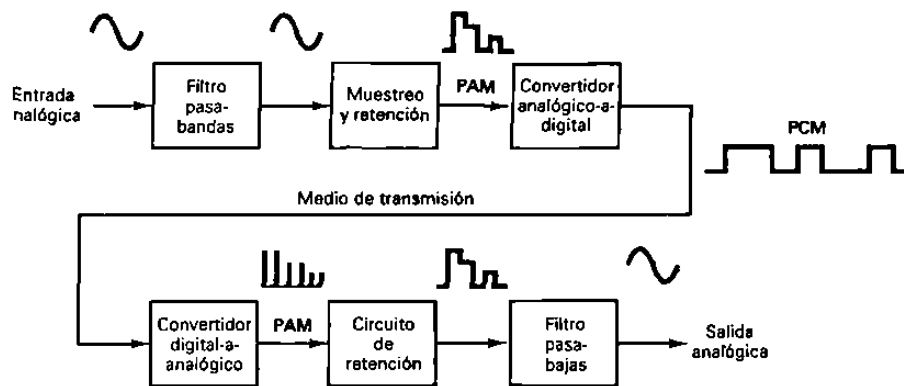 Entrada
nalógica
Filtro
pasa-
bandas
Muestreo
y retención
PAM
Convertidor
analógico-a-
digital
PCM
Medio de transmisión
Convertidor
digital-a-
analógico
PAM
Circuito
de
retención
Filtro
pasa-
bajas
Salida
analógica